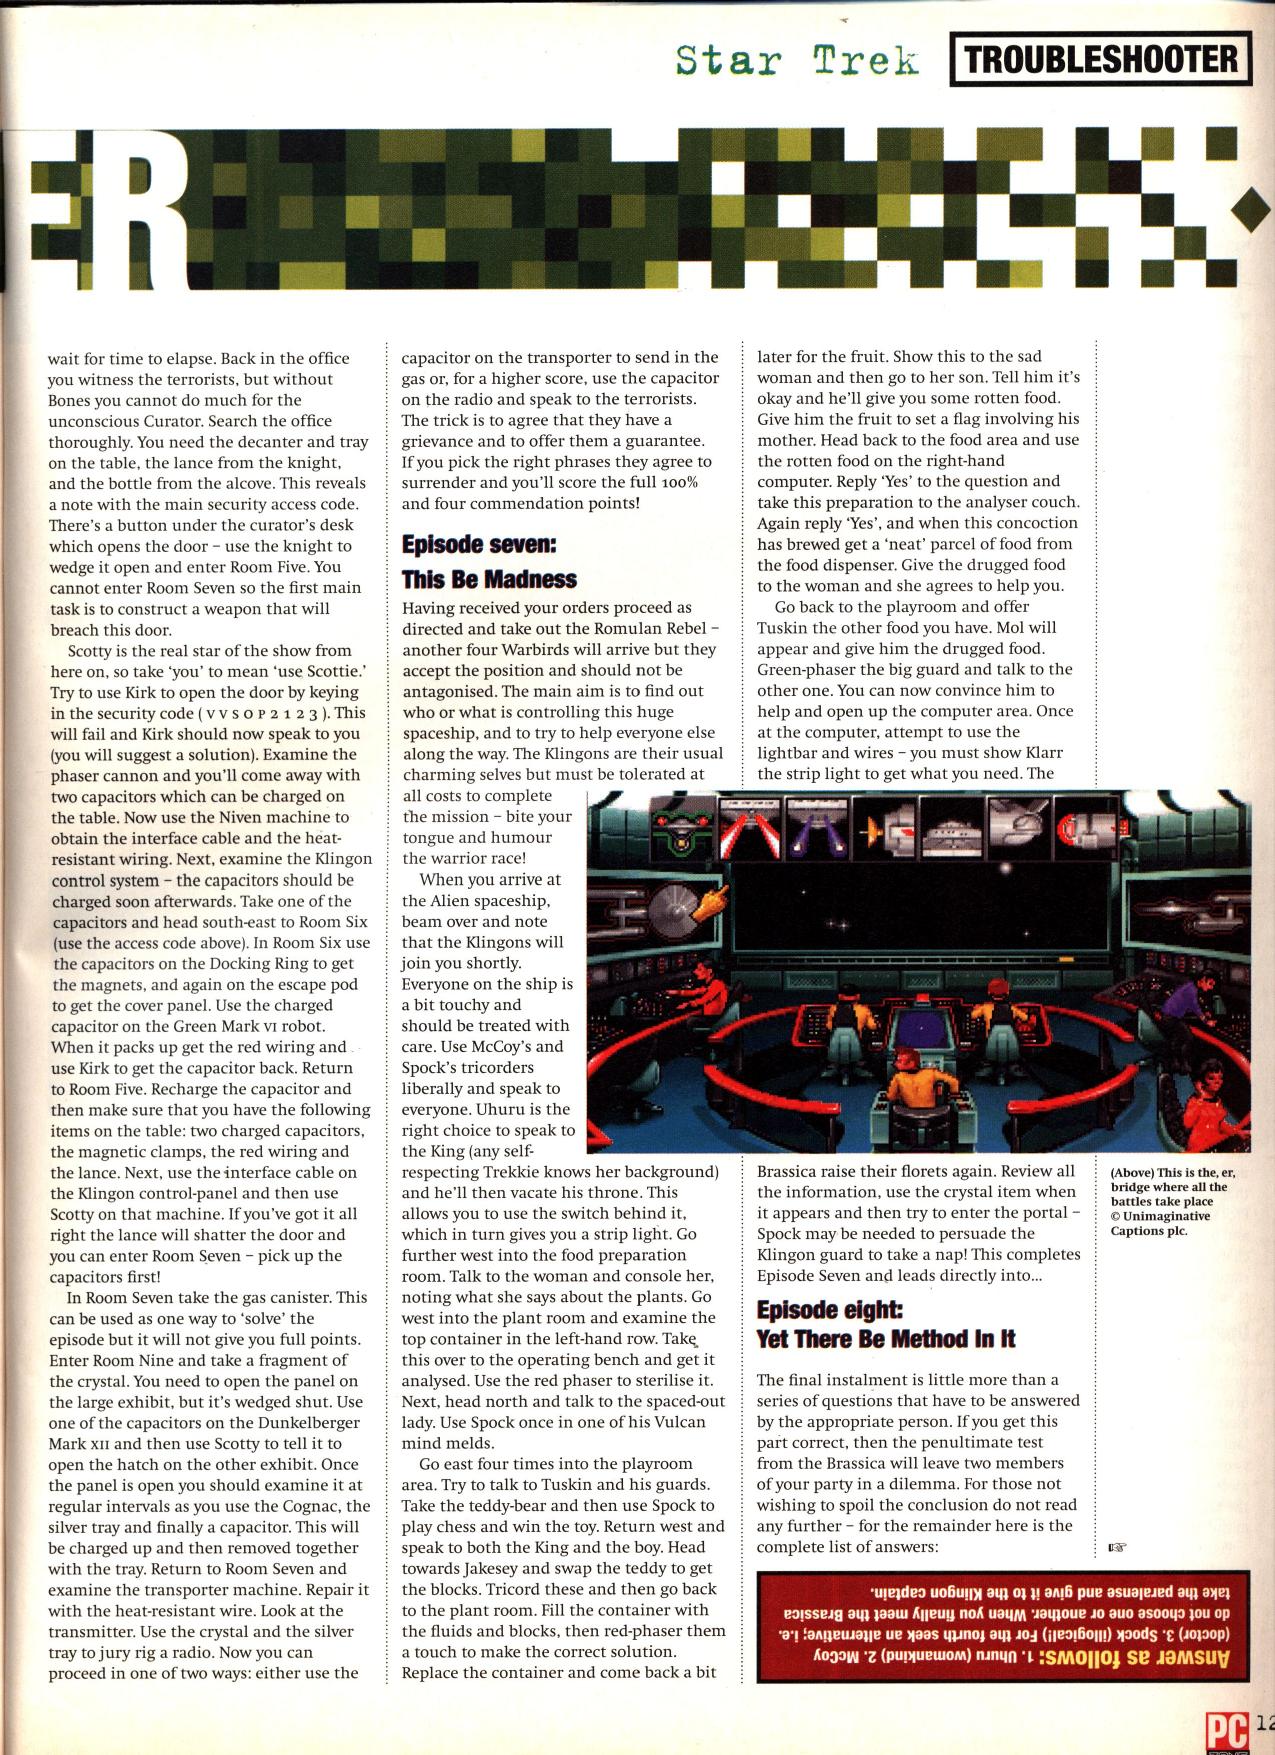 Star Trek TROUBLESHOOTER
ER
wait for time to elapse. Back in the office
you witness the terrorists, but without
Bones you cannot do much for the
unconscious Curator. Search the office
thoroughly. You need the decanter and tray
on the table, the lance from the knight,
and the bottle from the alcove. This reveals
a note with the main security access code.
There's a button under the curator's desk
which opens the door – use the knight to
wedge it open and enter Room Five. You
cannot enter Room Seven so the first main
task is to construct a weapon that will
breach this door.
Scotty is the real star of the show from
here on, so take 'you' to mean 'use Scottie.'
Try to use Kirk to open the door by keying
in the security code ( V V S O P 2 1 2 3 ). This
will fail and Kirk should now speak to you
(you will suggest a solution). Examine the
phaser cannon and you'll come away with
two capacitors which can be charged on
the table. Now use the Niven machine to
obtain the interface cable and the heat-
resistant wiring. Next, examine the Klingon
control system – the capacitors should be
charged soon afterwards. Take one of the
capacitors and head south-east to Room Six
(use the access code above). In Room Six use
the capacitors on the Docking Ring to get
the magnets, and again on the escape pod
to get the cover panel. Use the charged
capacitor on the Green Mark VI robot.
When it packs up get the red wiring and
use Kirk to get the capacitor back. Return
to Room Five. Recharge the capacitor and
then make sure that you have the following
items on the table: two charged capacitors,
the magnetic clamps, the red wiring and
the lance. Next, use the interface cable on
the Klingon control-panel and then use
Scotty on that machine. If you've got it all
right the lance will shatter the door and
you can enter Room Seven – pick up the
capacitors first!
In Room Seven take the gas canister. This
can be used as one way to 'solve' the
episode but it will not give you full points.
Enter Room Nine and take a fragment of
the crystal. You need to open the panel on
the large exhibit, but it's wedged shut. Use
one of the capacitors on the Dunkelberger
Mark XII and then use Scotty to tell it to
open the hatch on the other exhibit. Once
the panel is open you should examine it at
regular intervals as you use the Cognac, the
silver tray and finally a capacitor. This will
be charged up and then removed together
with the tray. Return to Room Seven and
examine the transporter machine. Repair it
with the heat-resistant wire. Look at the
transmitter. Use the crystal and the silver
tray to jury rig a radio. Now you can
proceed in one of two ways: either use the
capacitor on the transporter to send in the
gas or, for a higher score, use the capacitor
on the radio and speak to the terrorists.
The trick is to agree that they have a
grievance and to offer them a guarantee.
If you pick the right phrases they agree to
surrender and you'll score the full 100%
and four commendation points!
Episode seven:
This Be Madness
Having received your orders proceed as
directed and take out the Romulan Rebel –
another four Warbirds will arrive but they
accept the position and should not be
antagonised. The main aim is to find out
who or what is controlling this huge
spaceship, and to try to help everyone else
along the way. The Klingons are their usual
charming selves but must be tolerated at
all costs to complete
the mission – bite your
tongue and humour
the warrior race!
When you arrive at
the Alien spaceship,
beam over and note
that the Klingons will
join you shortly.
Everyone on the ship is
a bit touchy and
should be treated with
care. Use McCoy's and
Spock's tricorders
liberally and speak to
everyone. Uhuru is the
right choice to speak to
the King (any self-
respecting Trekkie knows her background)
and he'll then vacate his throne. This
allows you to use the switch behind it,
which in turn gives you a strip light. Go
further west into the food preparation
room. Talk to the woman and console her,
noting what she says about the plants. Go
west into the plant room and examine the
top container in the left-hand row. Take
this over to the operating bench and get it
analysed. Use the red phaser to sterilise it.
Next, head north and talk to the spaced-out
lady. Use Spock once in one of his Vulcan
mind melds.
Go east four times into the playroom
area. Try to talk to Tuskin and his guards.
Take the teddy-bear and then use Spock to
play chess and win the toy. Return west and
speak to both the King and the boy. Head
towards Jakesey and swap the teddy to get
the blocks. Tricord these and then go back
to the plant room. Fill the container with
the fluids and blocks, then red-phaser them
a touch to make the correct solution.
Replace the container and come back a bit
later for the fruit. Show this to the sad
woman and then go to her son. Tell him it's
okay and he'll give you some rotten food.
Give him the fruit to set a flag involving his
mother. Head back to the food area and use
the rotten food on the right-hand
computer. Reply 'Yes' to the question and
take this preparation to the analyser couch.
Again reply 'Yes', and when this concoction
has brewed get a 'neat' parcel of food from
the food dispenser. Give the drugged food
to the woman and she agrees to help you.
Go back to the playroom and offer
Tuskin the other food you have. Mol will
appear and give him the drugged food.
Green-phaser the big guard and talk to the
other one. You can now convince him to
help and open up the computer area. Once
at the computer, attempt to use the
lightbar and wires – you must show Klarr
the strip light to get what you need. The
Brassica raise their florets again. Review all
the information, use the crystal item when
it appears and then try to enter the portal –
Spock may be needed to persuade the
Klingon guard to take a nap! This completes
Episode Seven and leads directly into...
(Above) This is the, er,
bridge where all the
battles take place
© Unimaginative
Captions plc.
Episode eight:
Yet There Be Method In It
The final instalment is little more than a
series of questions that have to be answered
by the appropriate person. If you get this
part correct, then the penultimate test
from the Brassica will leave two members
of your party in a dilemma. For those not
wishing to spoil the conclusion do not read
any further – for the remainder here is the
complete list of answers:
Answer as follows: 1. Uhuru (womankind) 2. McCoy
(doctor) 3. Spock (illogical) For the fourth seek an alternative; i.e.
do not choose one or another. When you finally meet the Brassica
take the paralense and give it to the Klingon captain.
PC 12